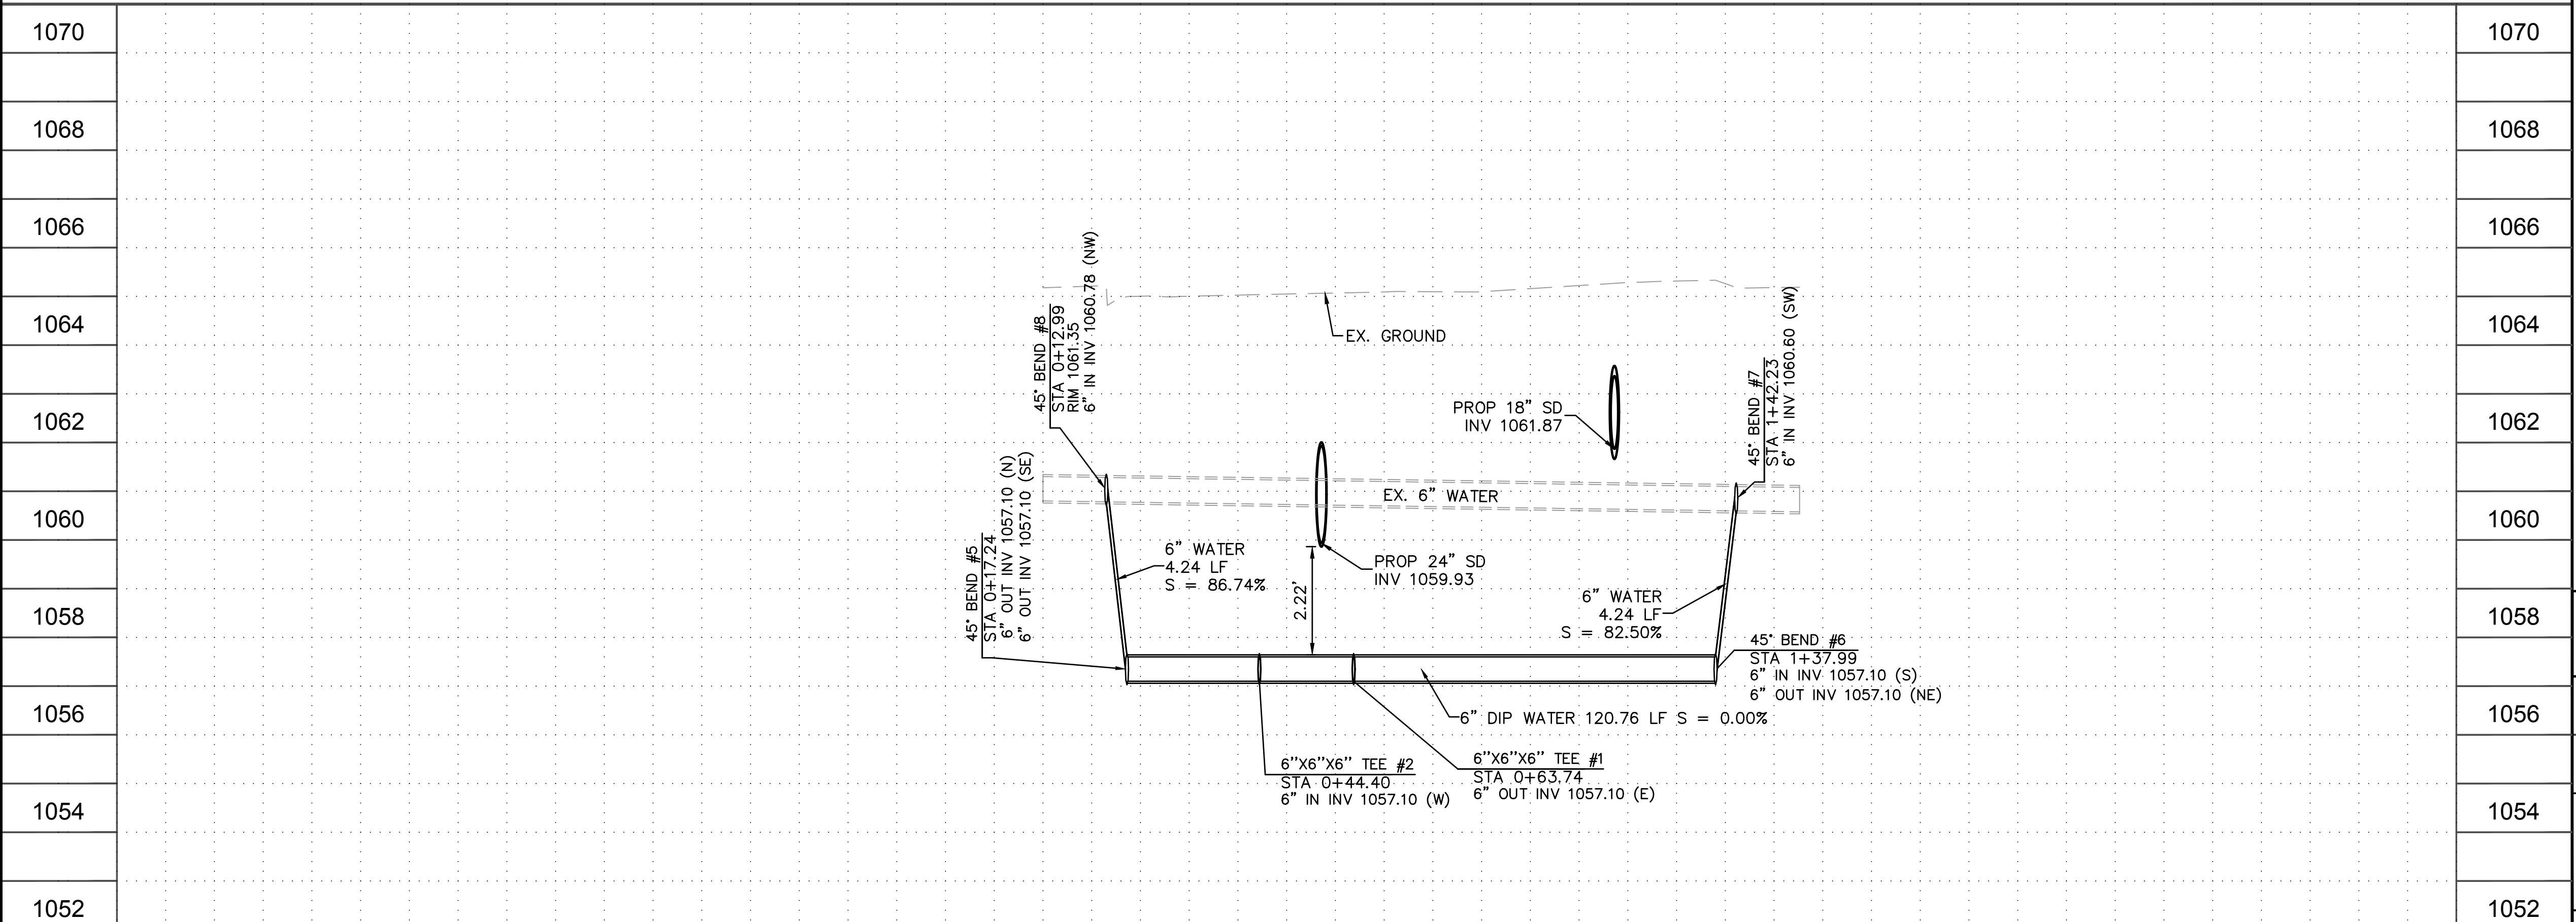 1070
1070
1068
1068
1066
1066
1064
1064
1062
1062
1060
1060
1058
1058
1056
1056
1054
1054
1052
1052
45° BEND #8
STA 0+12.99
RIM 1061.35
6" IN INV 1060.78 (NW)
EX. GROUND
PROP 18" SD
INV 1061.87
45° BEND #7
STA 1+42.23
6" IN INV 1060.60 (SW)
EX. 6" WATER
45° BEND #5
STA 0+17.24
6" OUT INV 1057.10 (N)
6" OUT INV 1057.10 (SE)
6" WATER
4.24 LF
S = 86.74%
PROP 24" SD
INV 1059.93
2.22'
6" WATER
4.24 LF
S = 82.50%
45° BEND #6
STA 1+37.99
6" IN INV 1057.10 (S)
6" OUT INV 1057.10 (NE)
6" DIP WATER 120.76 LF S = 0.00%
6"X6"X6" TEE #2
STA 0+44.40
6" IN INV 1057.10 (W)
6"X6"X6" TEE #1
STA 0+63.74
6" OUT INV 1057.10 (E)